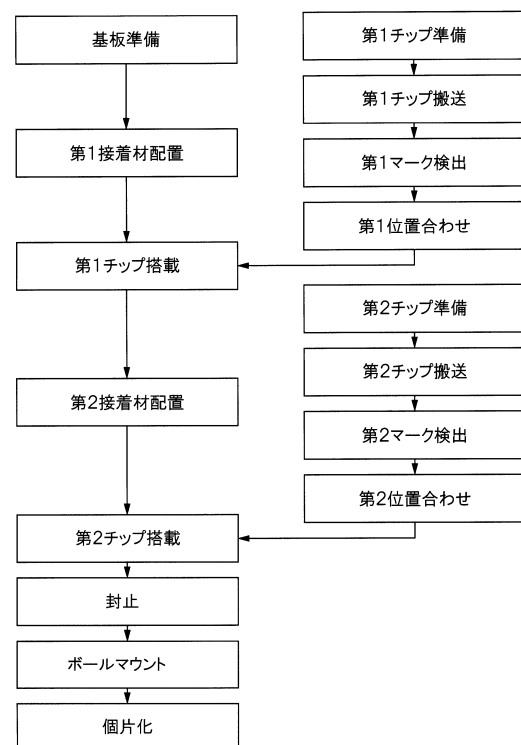 基板準備
第1接着材配置
第1チップ準備
第1チップ搬送
第1マーク検出
第1位置合わせ
第1チップ搭載
第2接着材配置
第2チップ準備
第2チップ搬送
第2マーク検出
第2位置合わせ
第2チップ搭載
封止
ボールマウント
個片化